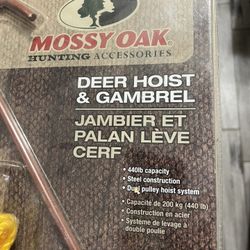 MOSSY OAK
HUNTING ACCESSORIES
DEER HOIST
& GAMBREL
JAMBIER ET
PALAN LÈVE
CERF
• 440lb capacity
• Steel construction
• Dual pulley hoist system
• Capacité de 200 kg (440 lb)
• Construction en acier
• Système de levage à
double poulie